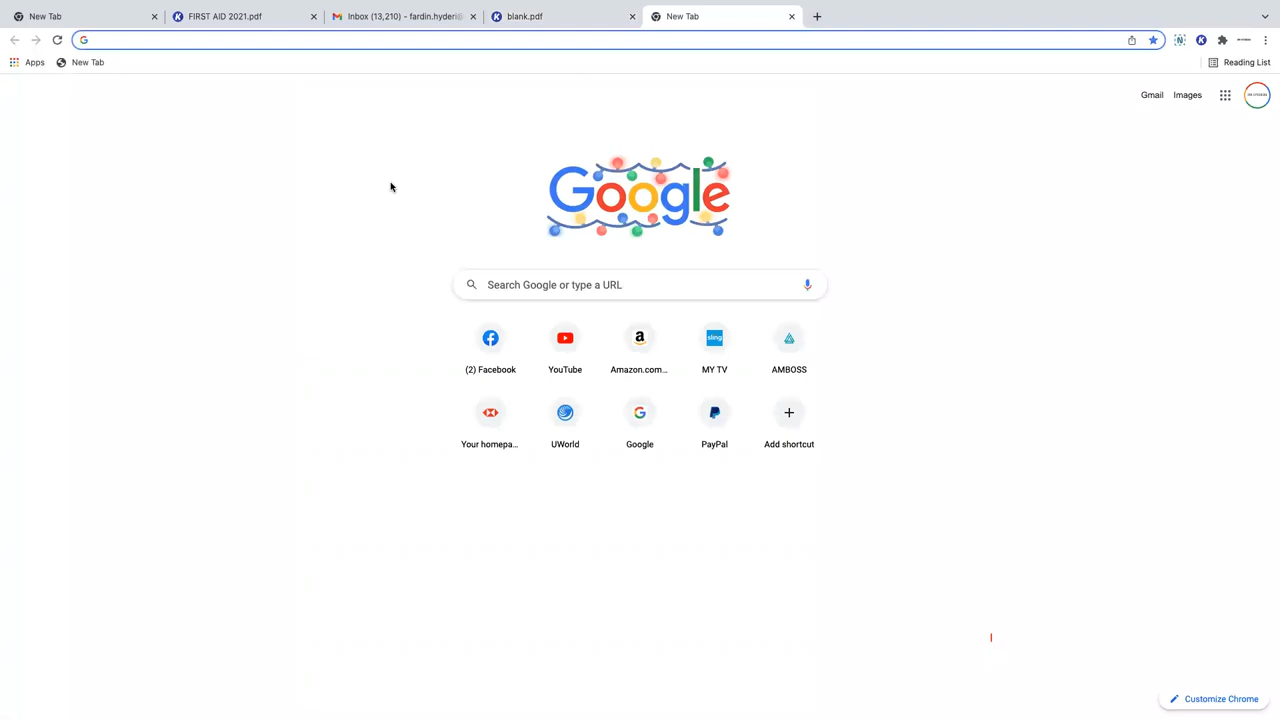 New Tab
FIRST AID 2021.pdf
Inbox (13,210) - fardin.hyderi@
blank.pdf
New Tab
Apps
New Tab
Reading List
Gmail
Images
Google
Search Google or type a URL
(2) Facebook
YouTube
Amazon.com...
MY TV
AMBOSS
Your homepa...
UWorld
Google
PayPal
Add shortcut
Customize Chrome